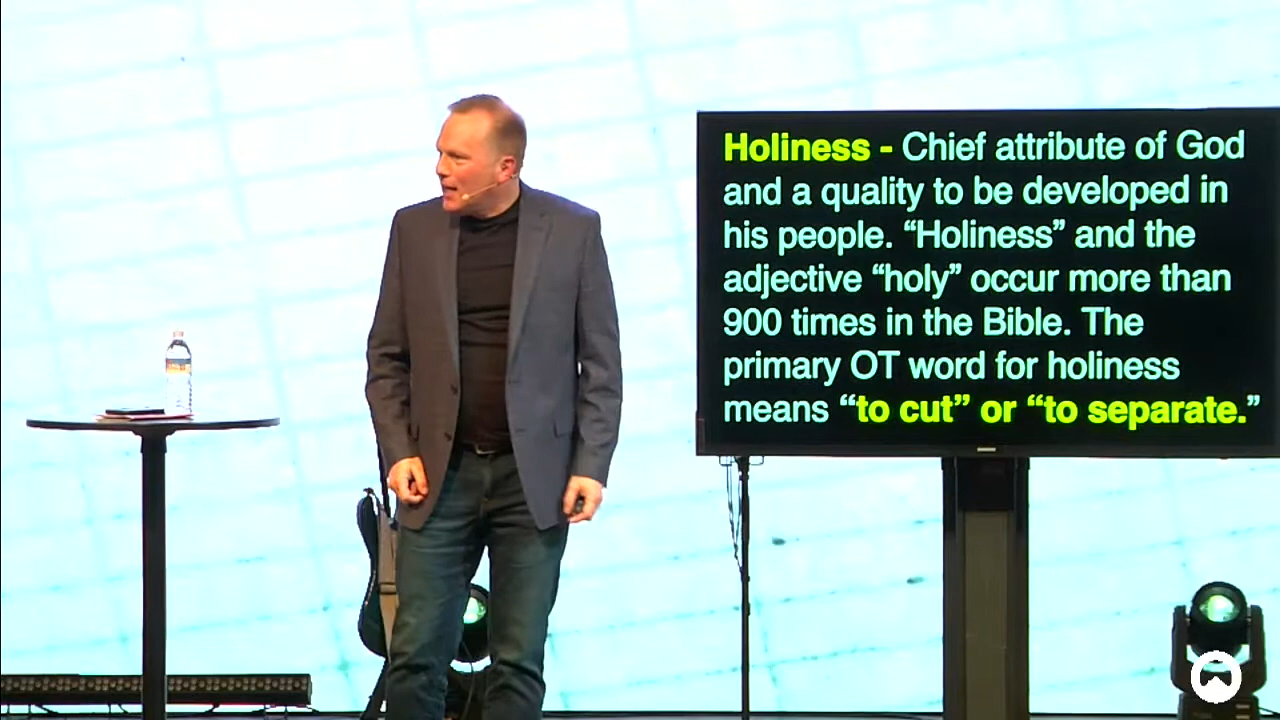 Holiness - Chief attribute of God
and a quality to be developed in
his people. “Holiness” and the
adjective “holy” occur more than
900 times in the Bible. The
primary OT word for holiness
means “to cut” or “to separate.”